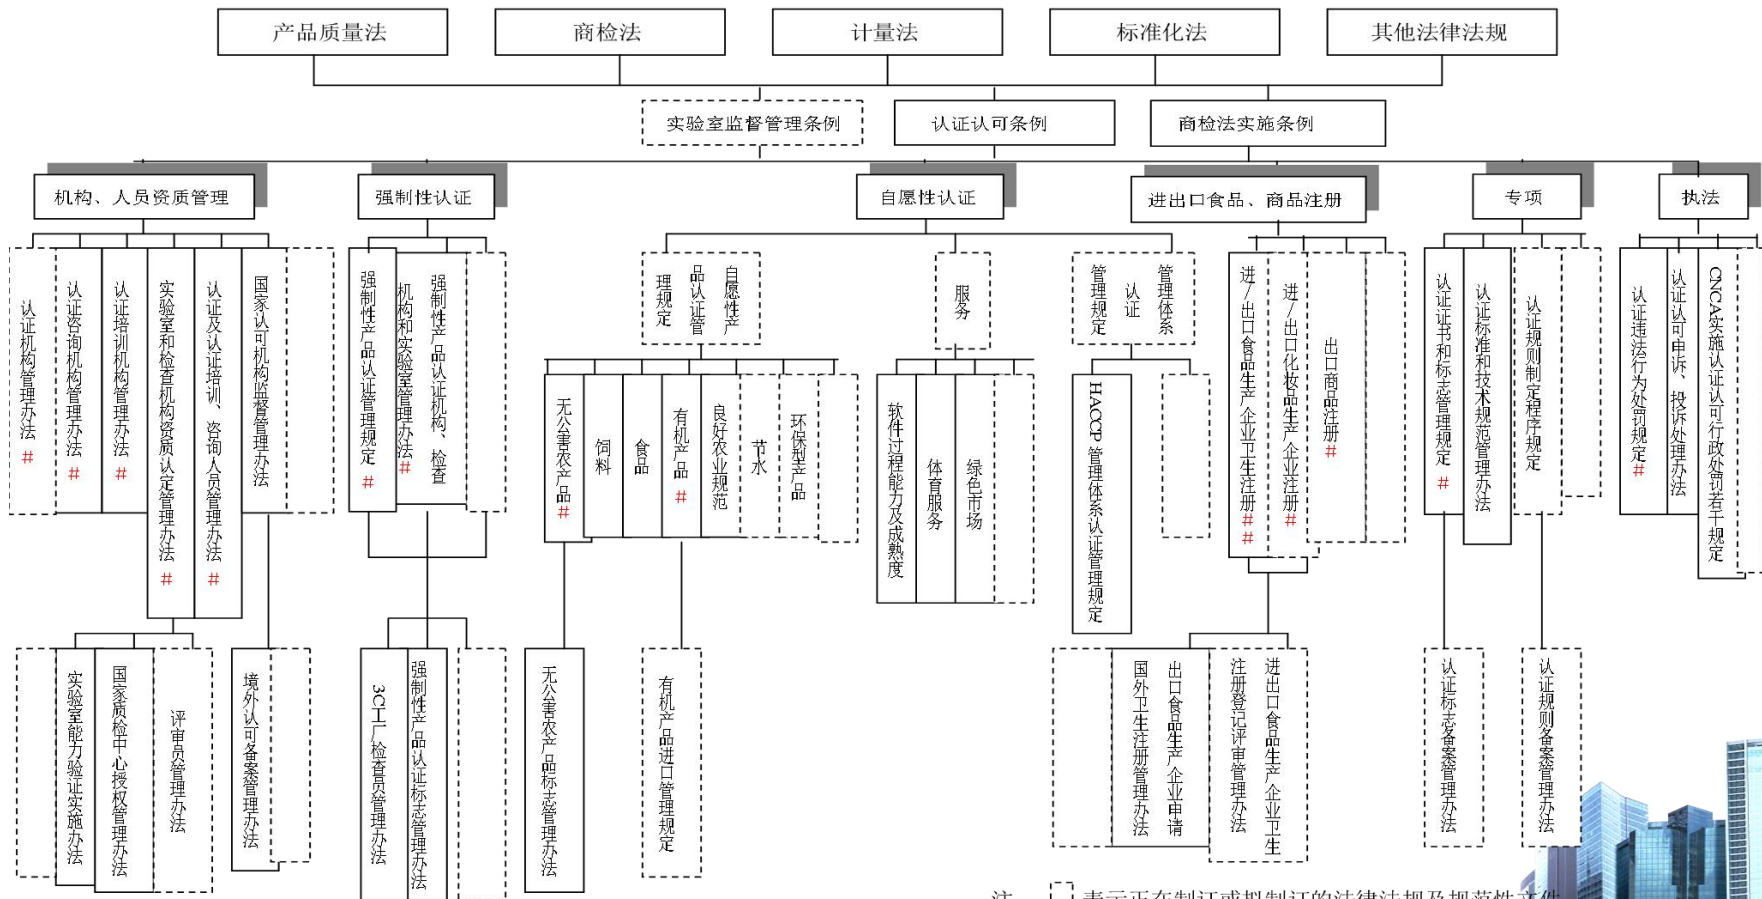 产品质量法
商检法
计量法
标准化法
其他法律法规
实验室监督管理条例
认证认可条例
商检法实施条例
机构、人员资质管理
强制性认证
自愿性认证
进出口食品、商品注册
专项
执法
认证机构管理办法#
认证咨询机构管理办法#
认证培训机构管理办法#
实验室和检查机构资质认定管理办法#
认证及认证培训、咨询人员管理办法#
国家认可机构监督管理办法
强制性产品认证管理规定#
强制性产品认证机构、检查
机构和实验室管理办法#
自愿性产
品认证管
理规定
服务
管理体系
认证
管理规定
进/出口食品生产企业卫生注册##
进/出口化妆品生产企业注册#
出口商品注册#
认证证书和标志管理规定#
认证标准和技术规范管理办法
认证规则制定程序规定
认证违法行为处罚规定#
认证认可申诉、投诉处理办法
CNCA实施认证认可行政处罚若干规定
无公害农产品#
饲料
食品
有机产品#
良好农业规范
节水
环保型产品
软件过程能力及成熟度
体育服务
绿色市场
HACCP管理体系认证管理规定
实验室能力验证实施办法
国家质检中心授权管理办法
评审员管理办法
境外认可备案管理办法
3C工厂检查员管理办法
强制性产品认证标志管理办法
无公害农产品标志管理办法
有机产品进口管理规定
出口食品生产企业申请
国外卫生注册管理办法
进出口食品生产企业卫生
注册登记评审管理办法
认证标志备案管理办法
认证规则备案管理办法
注 表示正在制订或拟制订的法律法规及规范性文件